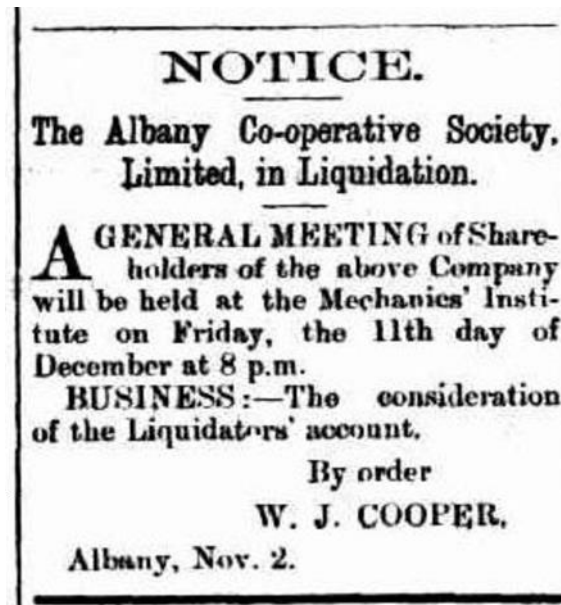 NOTICE.
The Albany Co-operative Society,
Limited, in Liquidation.
A GENERAL MEETING of Share-
holders of the above Company
will be held at the Mechanics' Insti-
tute on Friday, the 11th day of
December at 8 p.m.
BUSINESS:—The consideration
of the Liquidators' account.
By order
W. J. COOPER.
Albany, Nov. 2.